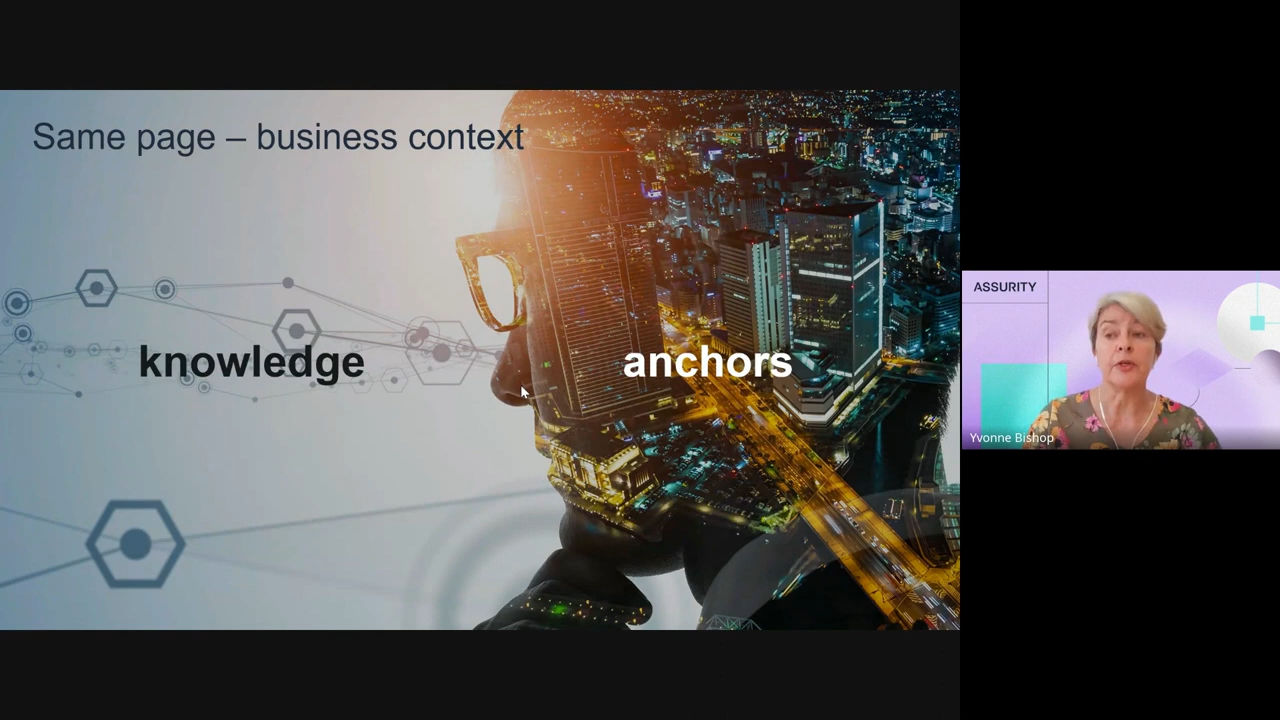 Same page – business context
knowledge
anchors
ASSURITY
Yvonne Bishop